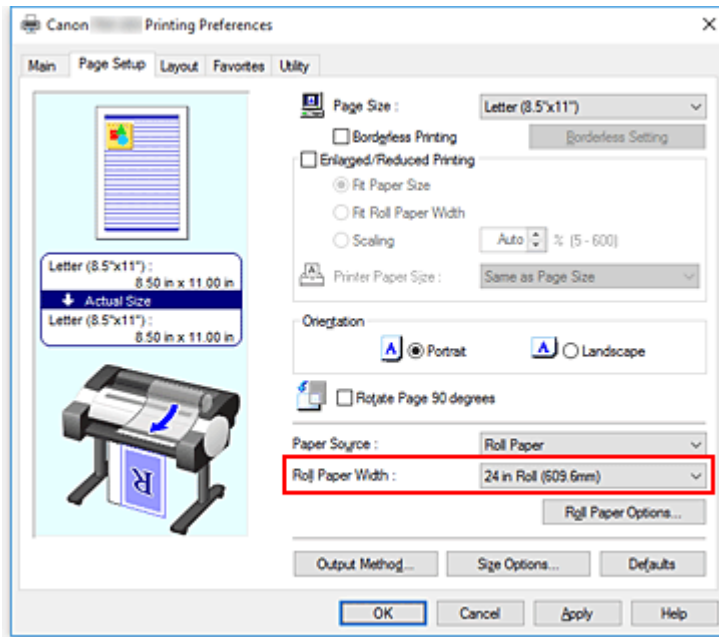 Canon Printing Preferences
Main Page Setup Layout Favorites Utility
Page Size : Letter (8.5"x11")
Borderless Printing Borderless Setting
Enlarged/Reduced Printing
Fit Paper Size
Fit Roll Paper Width
Scaling Auto % (5 - 600)
Printer Paper Size : Same as Page Size
Letter (8.5"x11") :
8.50 in x 11.00 in
Actual Size
Letter (8.5"x11") :
8.50 in x 11.00 in
Orientation
A Portrait A Landscape
Rotate Page 90 degrees
R
Paper Source : Roll Paper
Roll Paper Width : 24 in Roll (609.6mm)
Roll Paper Options...
Output Method... Size Options... Defaults
OK Cancel Apply Help